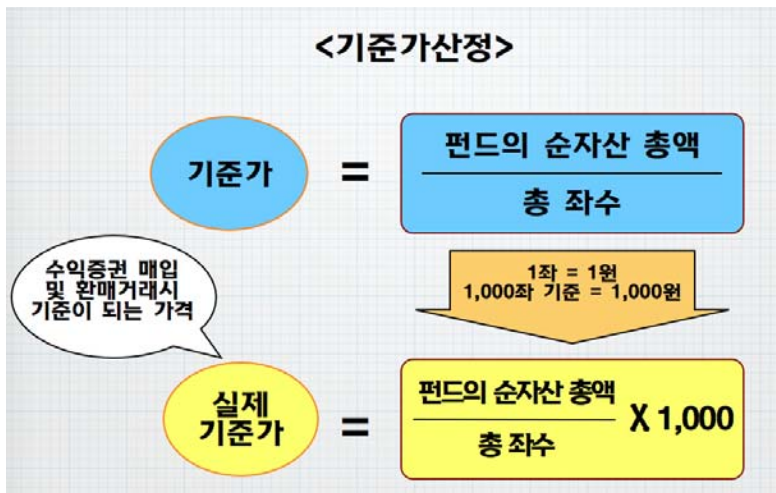 <기준가산정>
기준가
=
펀드의 순자산 총액
총 좌수
수익증권 매입
및 환매거래시
기준이 되는 가격
1좌 = 1원
1,000좌 기준 = 1,000원
실제
기준가
=
펀드의 순자산 총액
총 좌수
X 1,000